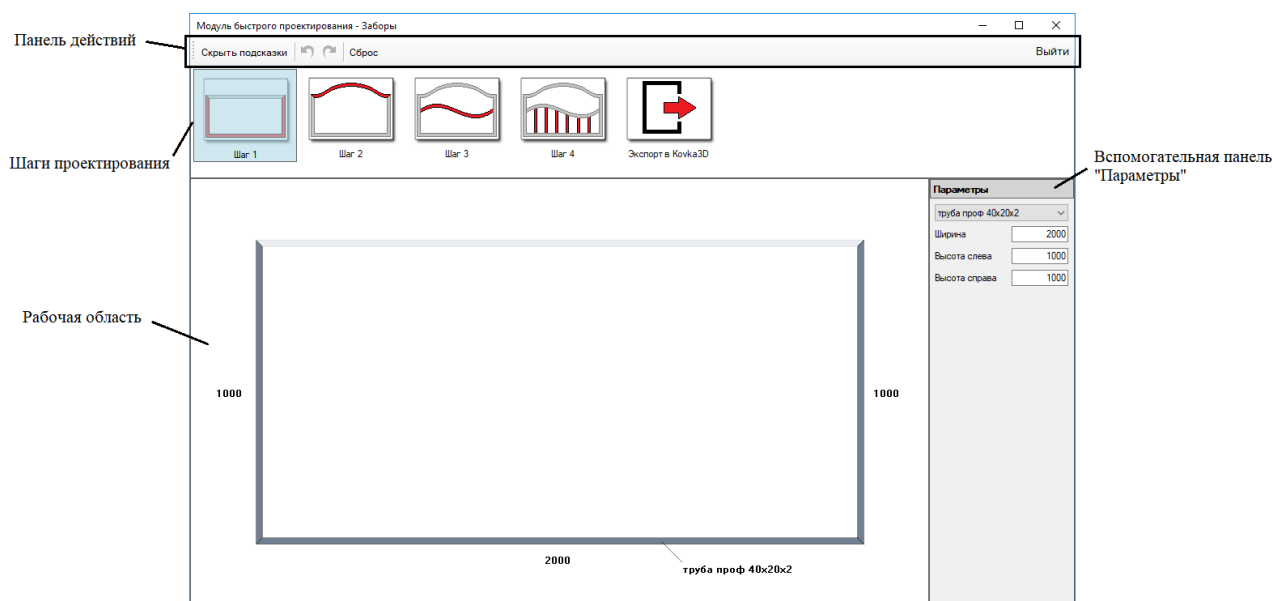 Модуль быстрого проектирования - Заборы
Панель действий
Скрыть подсказки
Сброс
Выйти
Шаг 1
Шаг 2
Шаг 3
Шаг 4
Экспорт в Kovka3D
Шаги проектирования
Вспомогательная панель
"Параметры"
Параметры
труба проф 40x20x2
Ширина
2000
Высота слева
1000
Высота справа
1000
Рабочая область
1000
1000
2000
труба проф 40x20x2